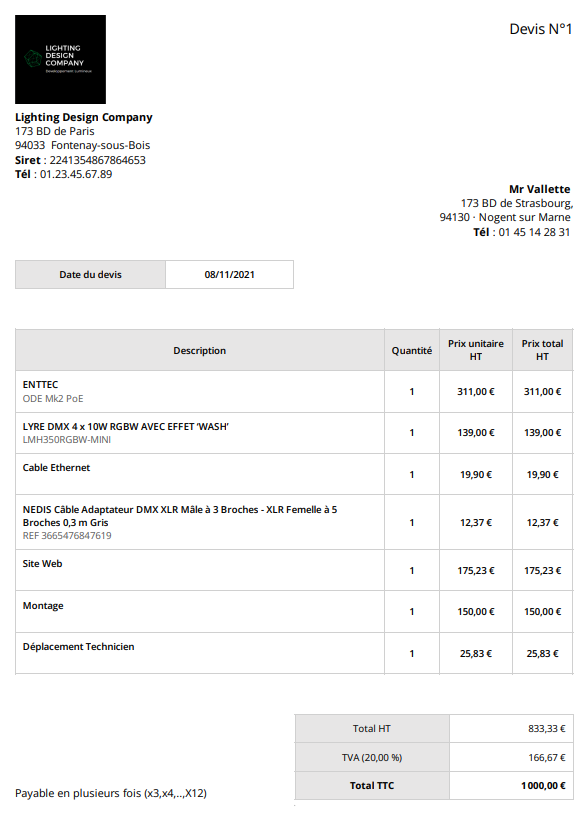 LIGHTING
DESIGN
COMPANY
Développement Lumineux
Devis N°1
Lighting Design Company
173 BD de Paris
94033 Fontenay-sous-Bois
Siret : 2241354867864653
Tél : 01.23.45.67.89
Mr Vallette
173 BD de Strasbourg,
94130 · Nogent sur Marne
Tél : 01 45 14 28 31
Date du devis 08/11/2021
Description Quantité Prix unitaire HT Prix total HT
ENTTEC
ODE Mk2 PoE
1 311,00 € 311,00 €
LYRE DMX 4 x 10W RGBW AVEC EFFET 'WASH'
LMH350RGBW-MINI
1 139,00 € 139,00 €
Cable Ethernet
1 19,90 € 19,90 €
NEDIS Câble Adaptateur DMX XLR Mâle à 3 Broches - XLR Femelle à 5
Broches 0,3 m Gris
REF 3665476847619
1 12,37 € 12,37 €
Site Web
1 175,23 € 175,23 €
Montage
1 150,00 € 150,00 €
Déplacement Technicien
1 25,83 € 25,83 €
Total HT 833,33 €
TVA (20,00 %) 166,67 €
Total TTC 1 000,00 €
Payable en plusieurs fois (x3,x4,..,X12)